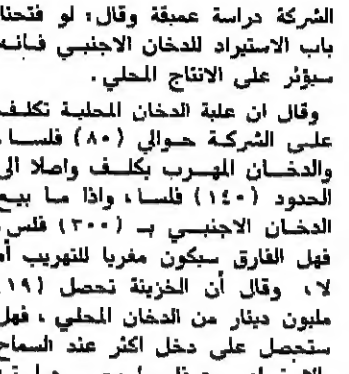 الشركة دراسة عميقة وقال: لو فتحنا
باب الاستيراد للدخان الاجنبي فانه
سيؤثر على الانتاج المحلي.
وقال ان علبة الدخان المحلية تكلف
على الشركة حوالي (٨٠) فلسا،
والدخان المهرب يكلف واصلا الى
الحدود (١٤٠) فلسا، واذا ما بيع
الدخان الاجنبي بـ (٣٠٠) فلس،
فهل الفارق سيكون مغريا للتهريب أم
لا، وقال أن الخزينة تحصل (١٩)
مليون دينار من الدخان المحلي، فهل
ستحصل على دخل اكثر عند السماح